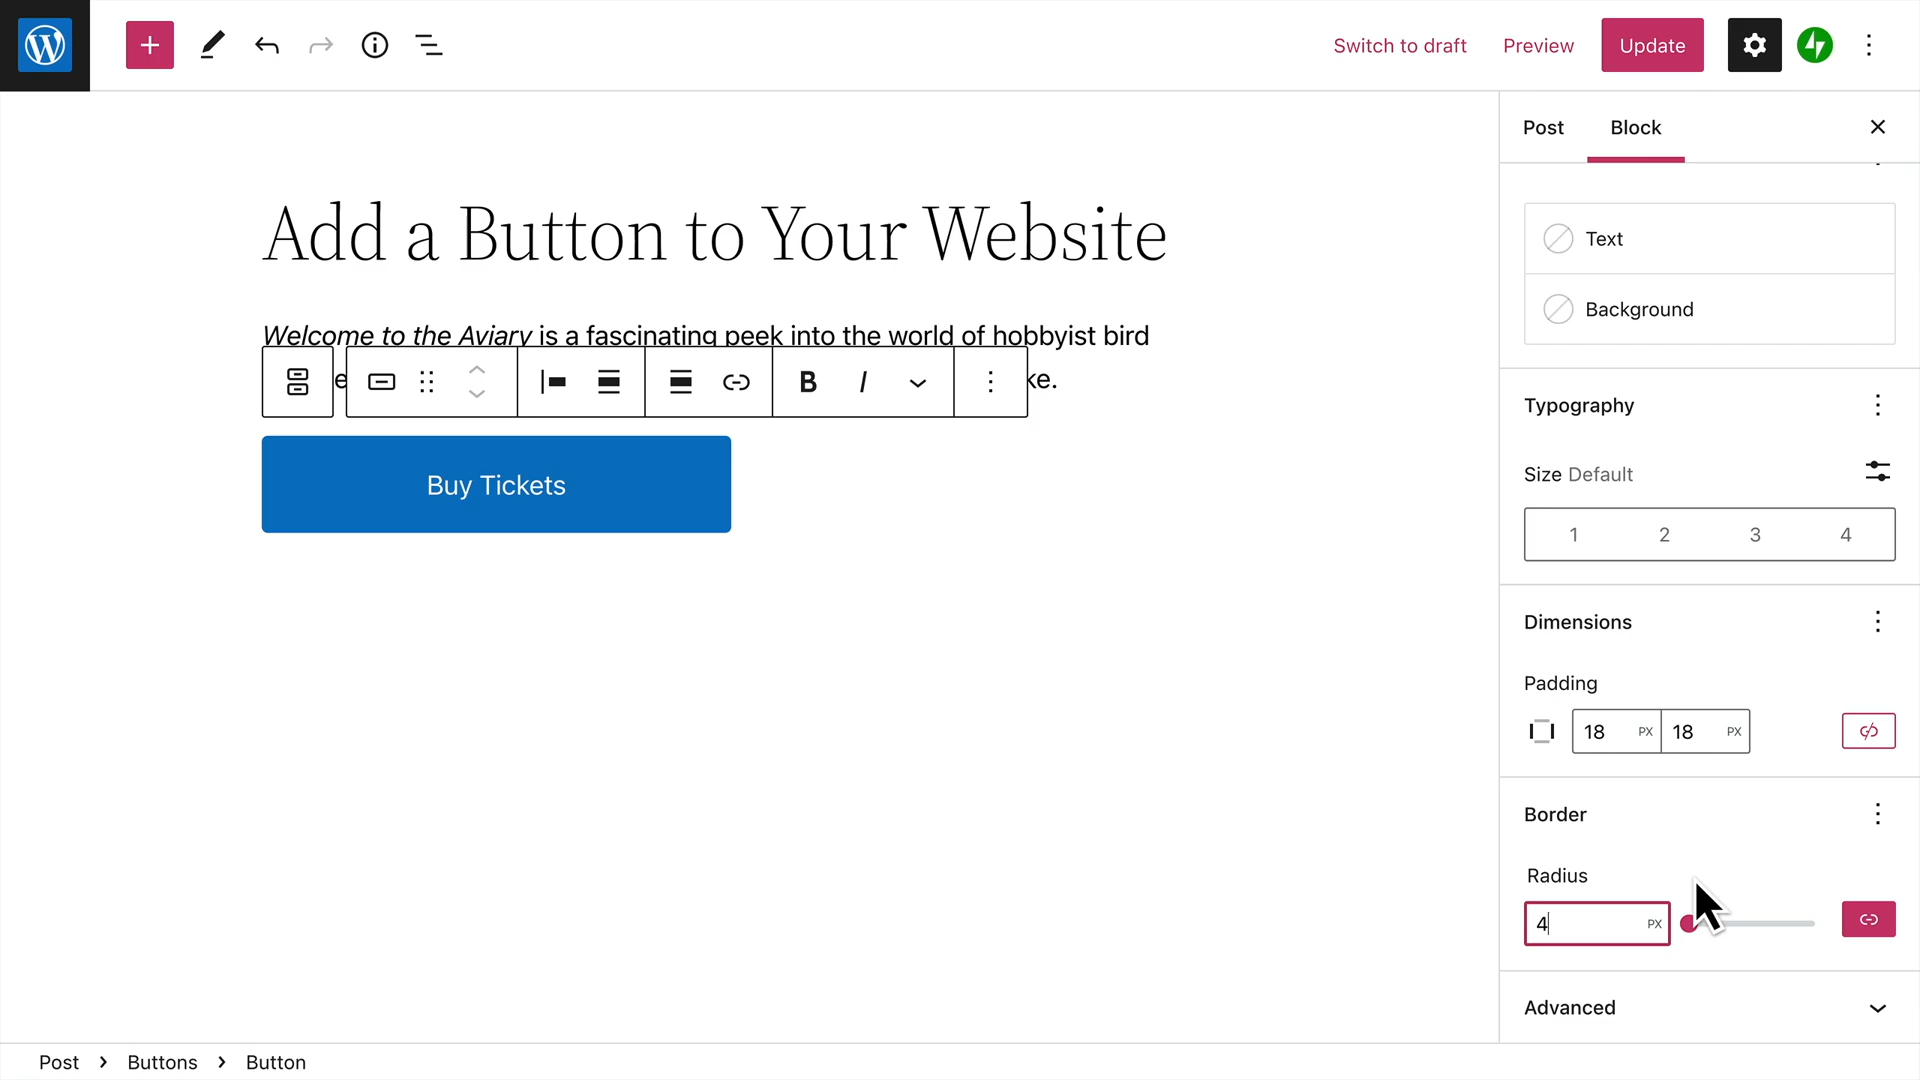 Switch to draft Preview Update
Post Block
Add a Button to Your Website
Welcome to the Aviary is a fascinating peek into the world of hobbyist bird
ke.
B I
Buy Tickets
Text
Background
Typography
Size Default
1 2 3 4
Dimensions
Padding
18 PX 18 PX
Border
Radius
4 PX
Advanced
Post > Buttons > Button